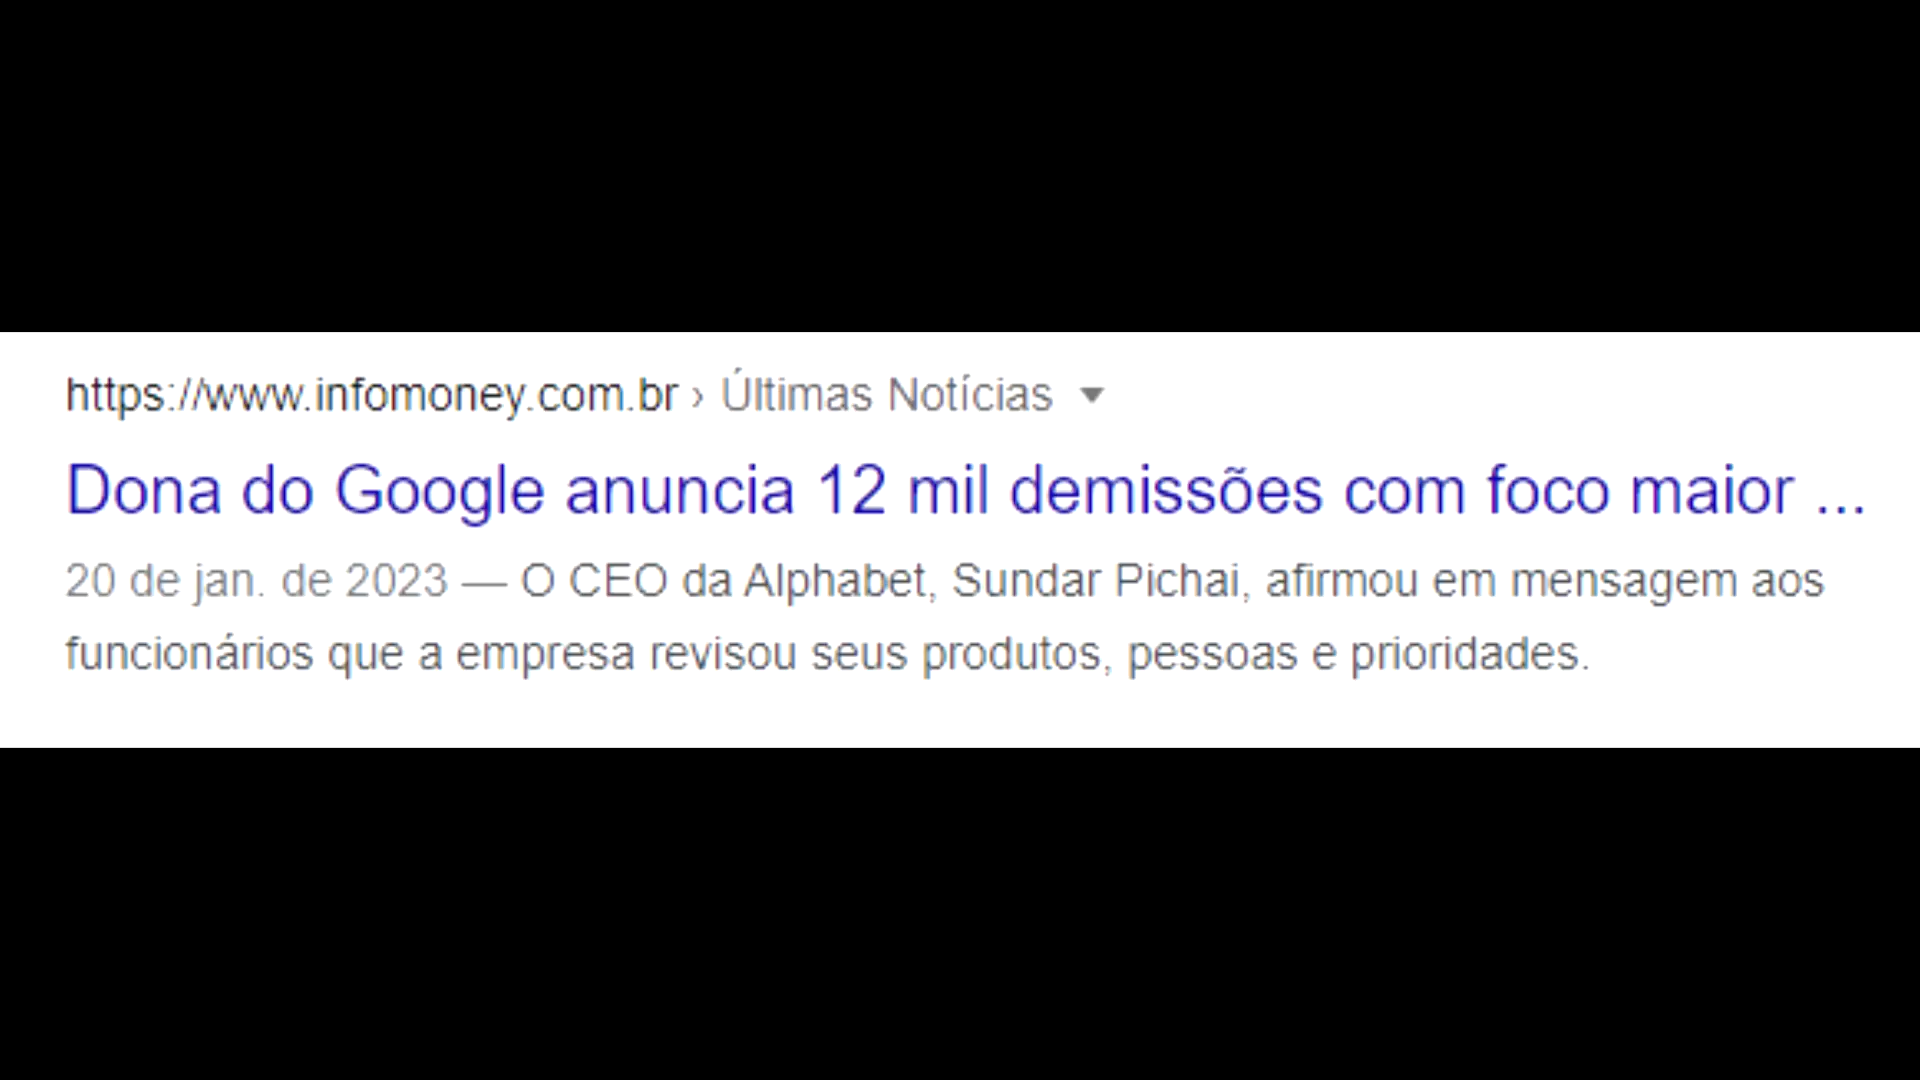 https://www.infomoney.com.br › Últimas Notícias
Dona do Google anuncia 12 mil demissões com foco maior ...
20 de jan. de 2023 — O CEO da Alphabet, Sundar Pichai, afirmou em mensagem aos
funcionários que a empresa revisou seus produtos, pessoas e prioridades.